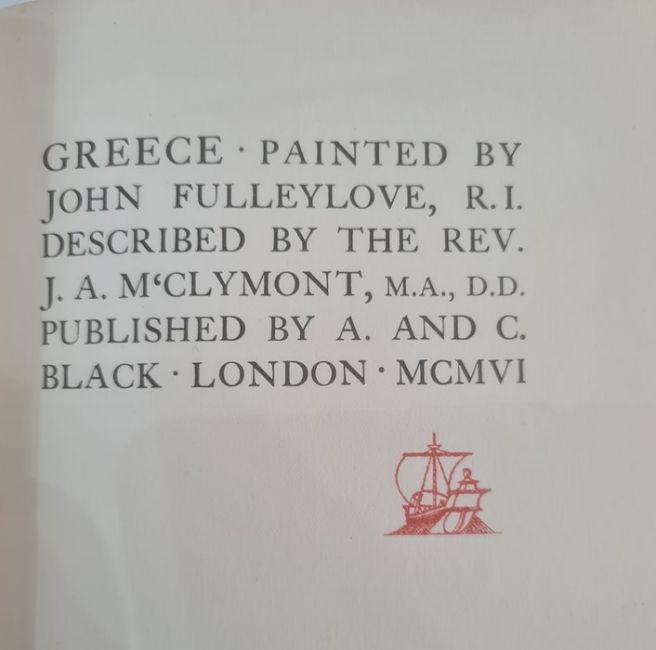 GREECE · PAINTED BY
JOHN FULLEYLOVE, R.I.
DESCRIBED BY THE REV.
J. A. M‘CLYMONT, M.A., D.D.
PUBLISHED BY A. AND C.
BLACK · LONDON · MCMVI